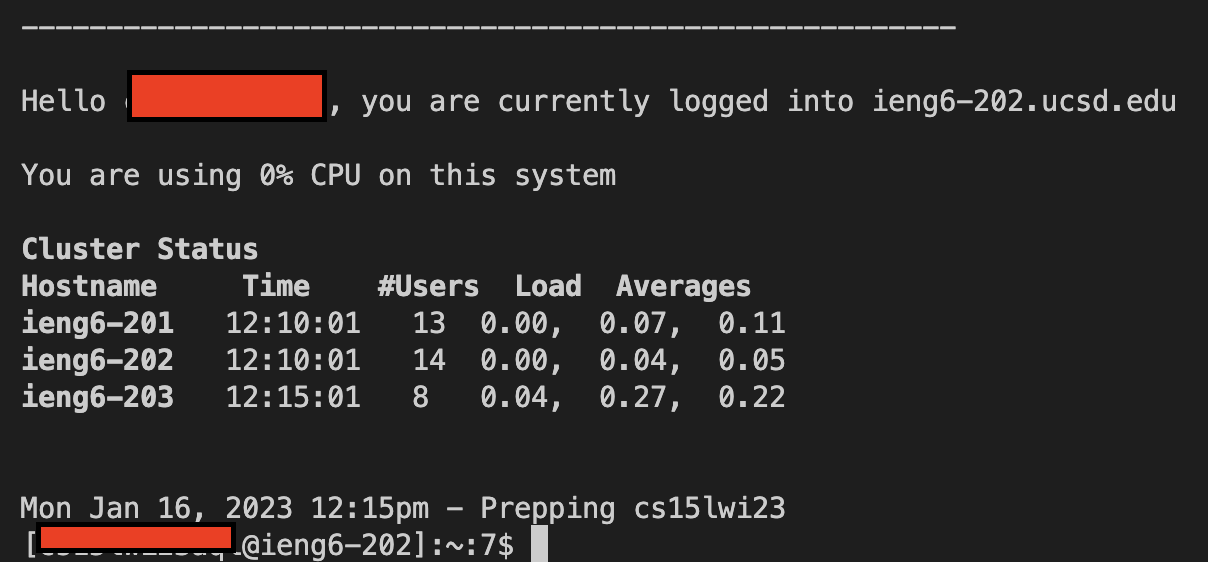 Hello , you are currently logged into ieng6-202.ucsd.edu
You are using 0% CPU on this system
Cluster Status
Hostname Time #Users Load Averages
ieng6-201 12:10:01 13 0.00, 0.07, 0.11
ieng6-202 12:10:01 14 0.00, 0.04, 0.05
ieng6-203 12:15:01 8 0.04, 0.27, 0.22
Mon Jan 16, 2023 12:15pm - Prepping cs15lwi23
[@ieng6-202]:~:7$